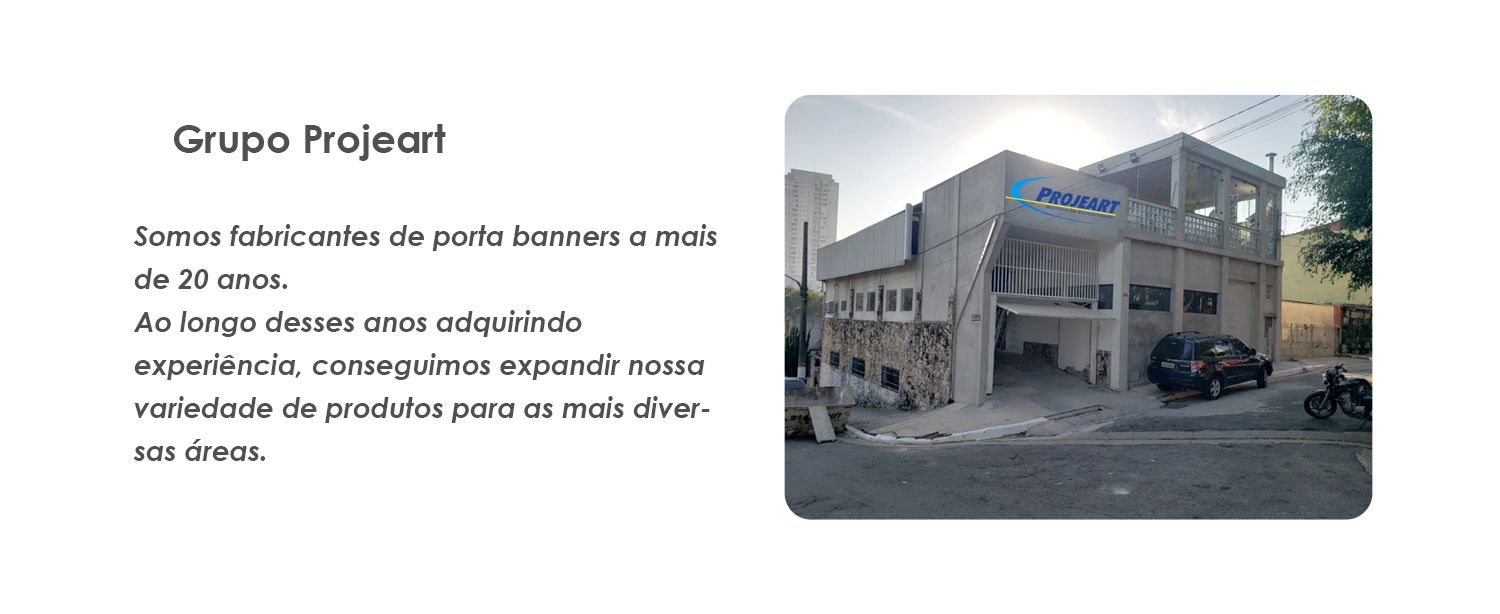 Grupo Projeart
Somos fabricantes de porta banners a mais
de 20 anos.
Ao longo desses anos adquirindo
experiência, conseguimos expandir nossa
variedade de produtos para as mais diver-
sas áreas.
PROJEART